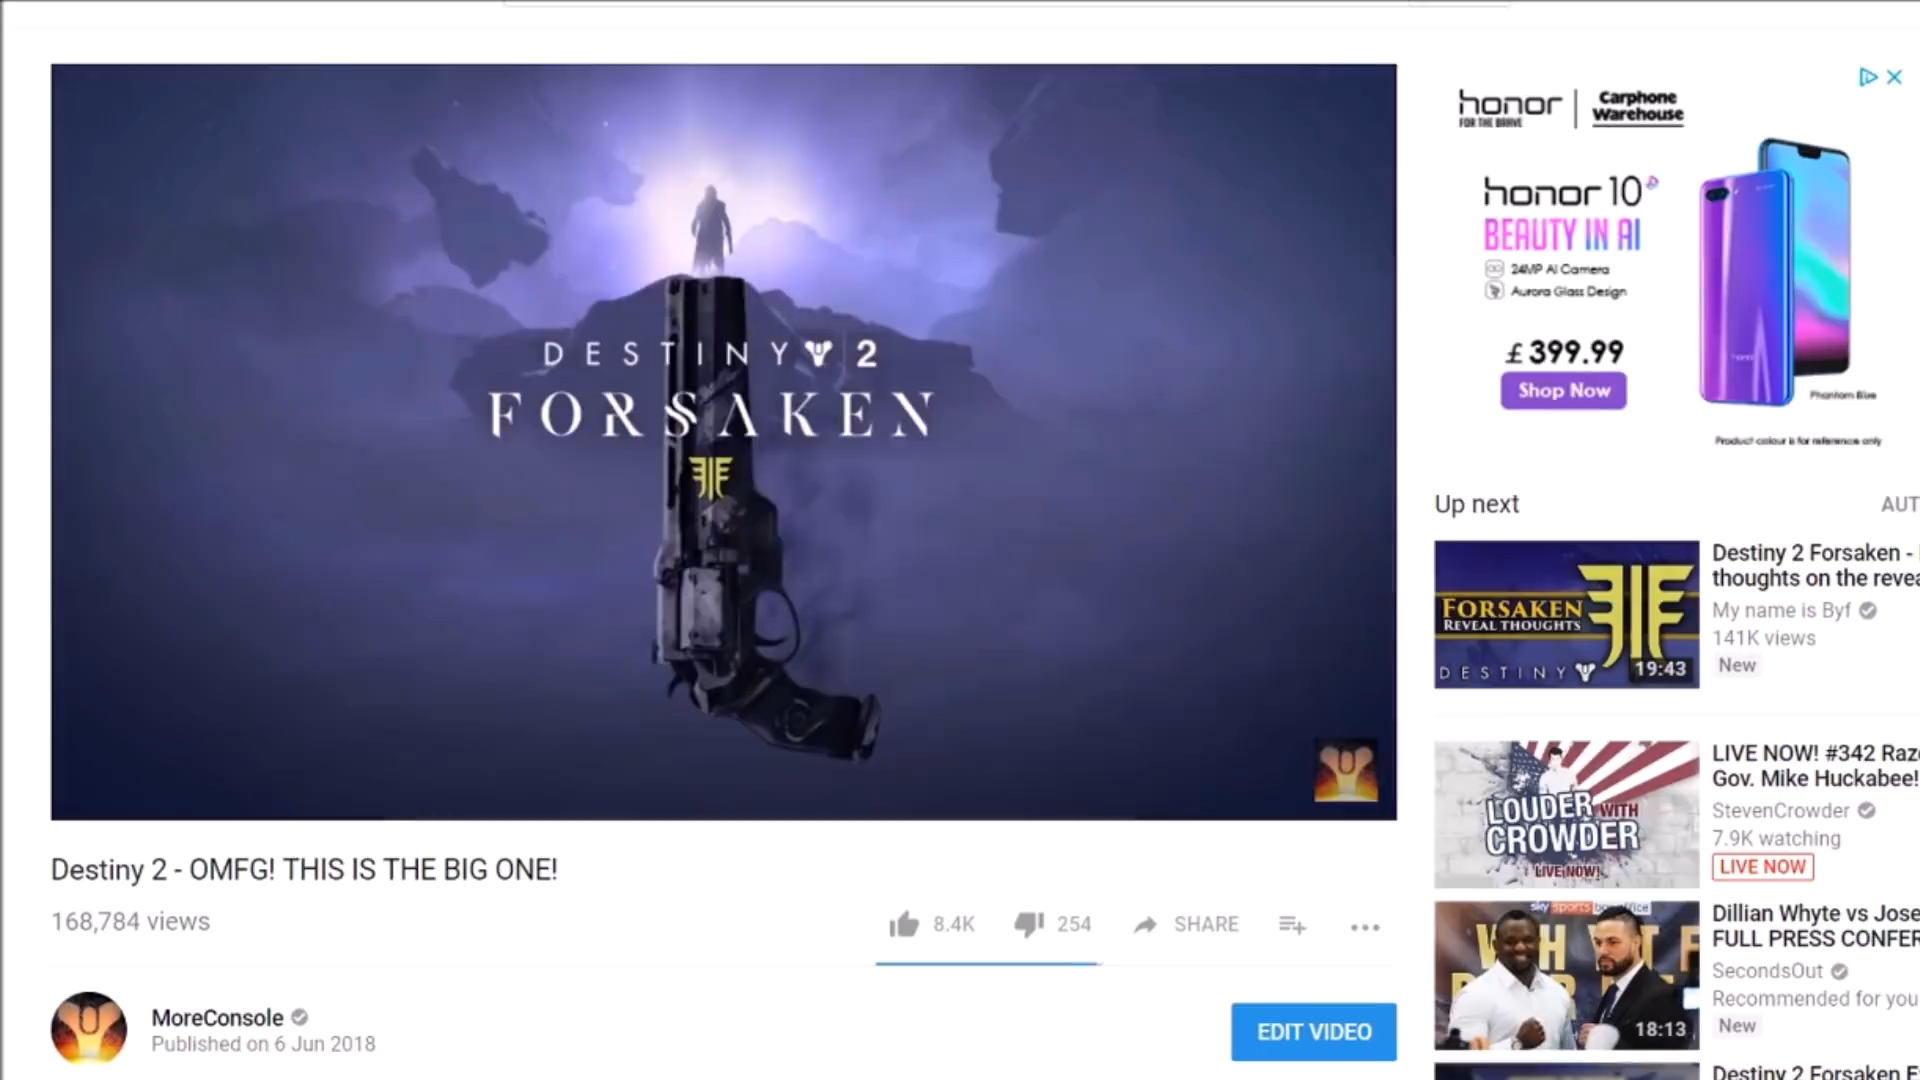 DESTINY 2
FORSAKEN
Destiny 2 - OMFG! THIS IS THE BIG ONE!
168,784 views
8.4K
254
SHARE
MoreConsole
Published on 6 Jun 2018
EDIT VIDEO
honor
FOR THE BRAVE
Carphone
Warehouse
honor 10
BEAUTY IN AI
24MP AI Camera
Aurora Glass Design
£399.99
Shop Now
Phantom Blue
Product colour is for reference only
Up next
AUT
FORSAKEN
REVEAL THOUGHTS
DESTINY
19:43
Destiny 2 Forsaken -
thoughts on the revea
My name is Byf
141K views
New
LOUDER WITH
CROWDER
LIVE NOW!
LIVE NOW! #342 Raz
Gov. Mike Huckabee!
StevenCrowder
7.9K watching
LIVE NOW
sky sports box office
18:13
Dillian Whyte vs Jose
FULL PRESS CONFER
SecondsOut
Recommended for you
New
Destiny 2 Forsaken